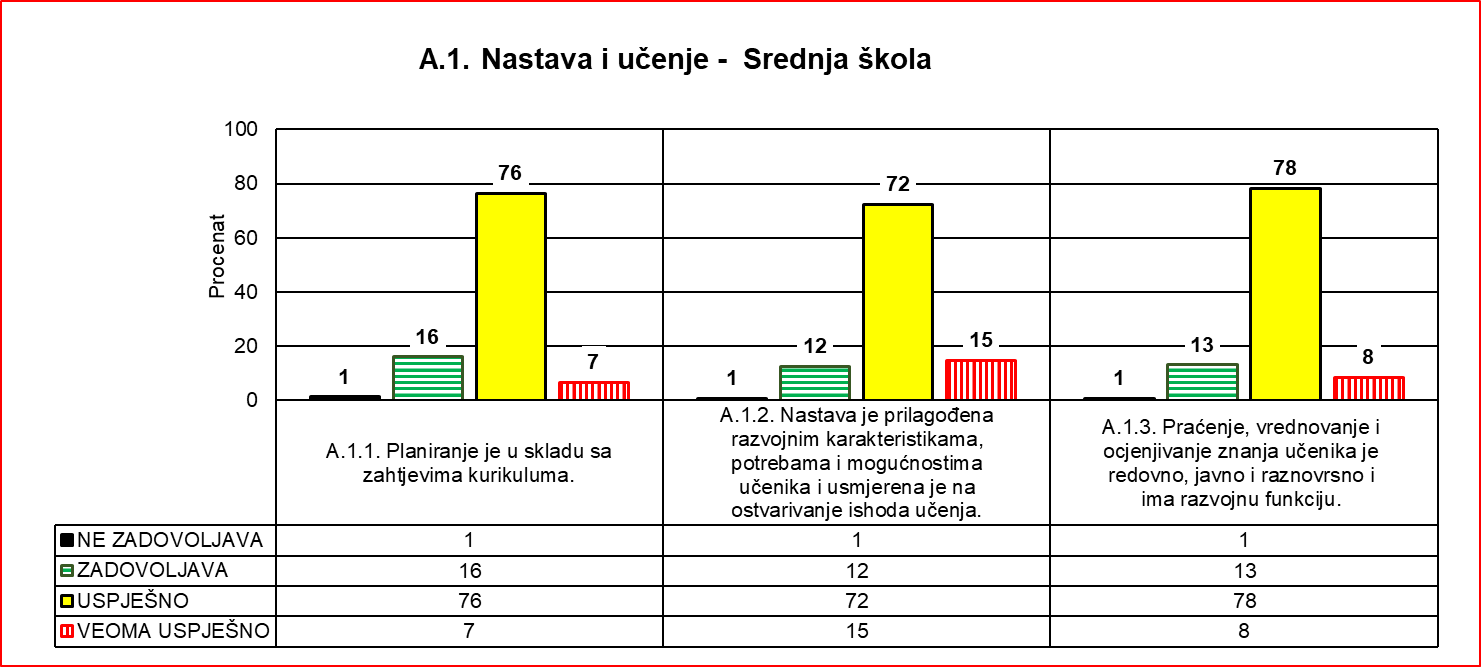 A.1. Nastava i učenje - Srednja škola
Procenat
100
80
60
40
20
0
1
16
76
7
1
12
72
15
1
13
78
8
A.1.1. Planiranje je u skladu sa
zahtjevima kurikuluma.
A.1.2. Nastava je prilagođena
razvojnim karakteristikama,
potrebama i mogućnostima
učenika i usmjerena je na
ostvarivanje ishoda učenja.
A.1.3. Praćenje, vrednovanje i
ocjenjivanje znanja učenika je
redovno, javno i raznovrsno i
ima razvojnu funkciju.
NE ZADOVOLJAVA 1 1 1
ZADOVOLJAVA 16 12 13
USPJEŠNO 76 72 78
VEOMA USPJEŠNO 7 15 8